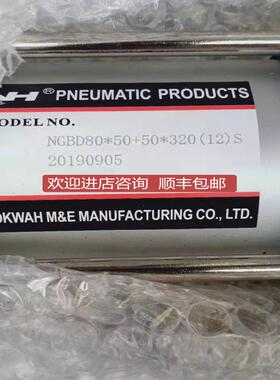 PNEUMATIC PRODUCTS
MODEL NO.
NGBD80*50+50*320(12)S
20190905
欢迎进店咨询 顺丰包邮
OKWAH M&E MANUFACTURING CO., LTD.